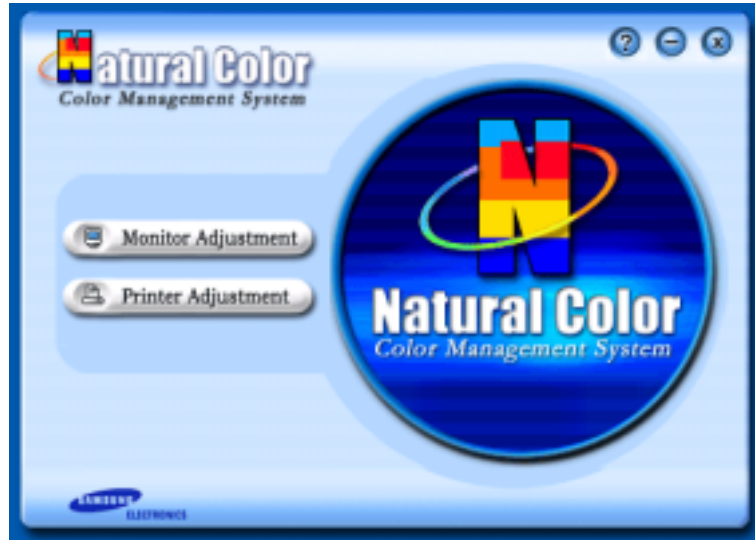 Natural Color
Color Management System
? - x
Monitor Adjustment
Printer Adjustment
N
Natural Color
Color Management System
SAMSUNG
ELECTRONICS